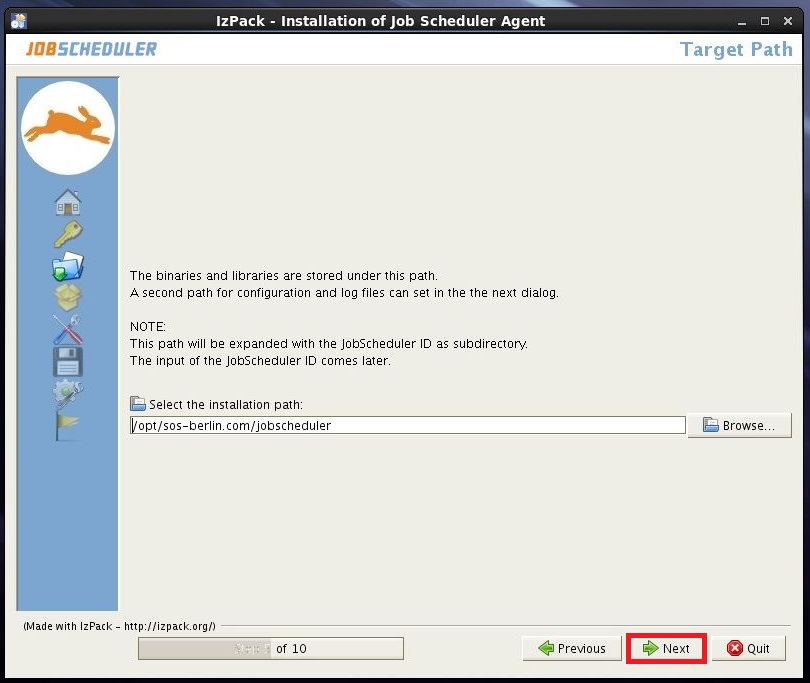 IzPack - Installation of Job Scheduler Agent
JOBSCHEDULER
Target Path
The binaries and libraries are stored under this path.
A second path for configuration and log files can set in the the next dialog.
NOTE:
This path will be expanded with the JobScheduler ID as subdirectory.
The input of the JobScheduler ID comes later.
Select the installation path:
/opt/sos-berlin.com/jobscheduler
Browse...
(Made with IzPack - http://izpack.org/)
of 10
Previous
Next
Quit